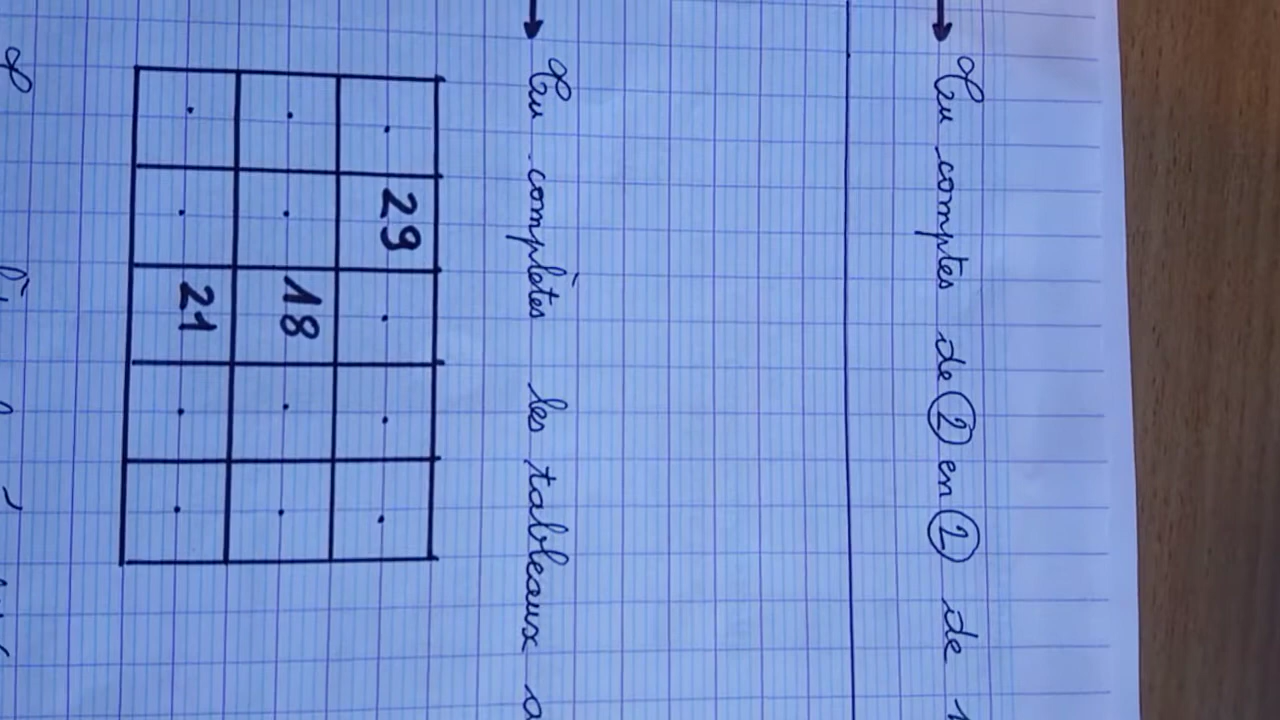 → Tu comptes de ② en ② de
→ Tu complètes les tableaux
. 29 . . .
. . 18 . .
. . 21 . .